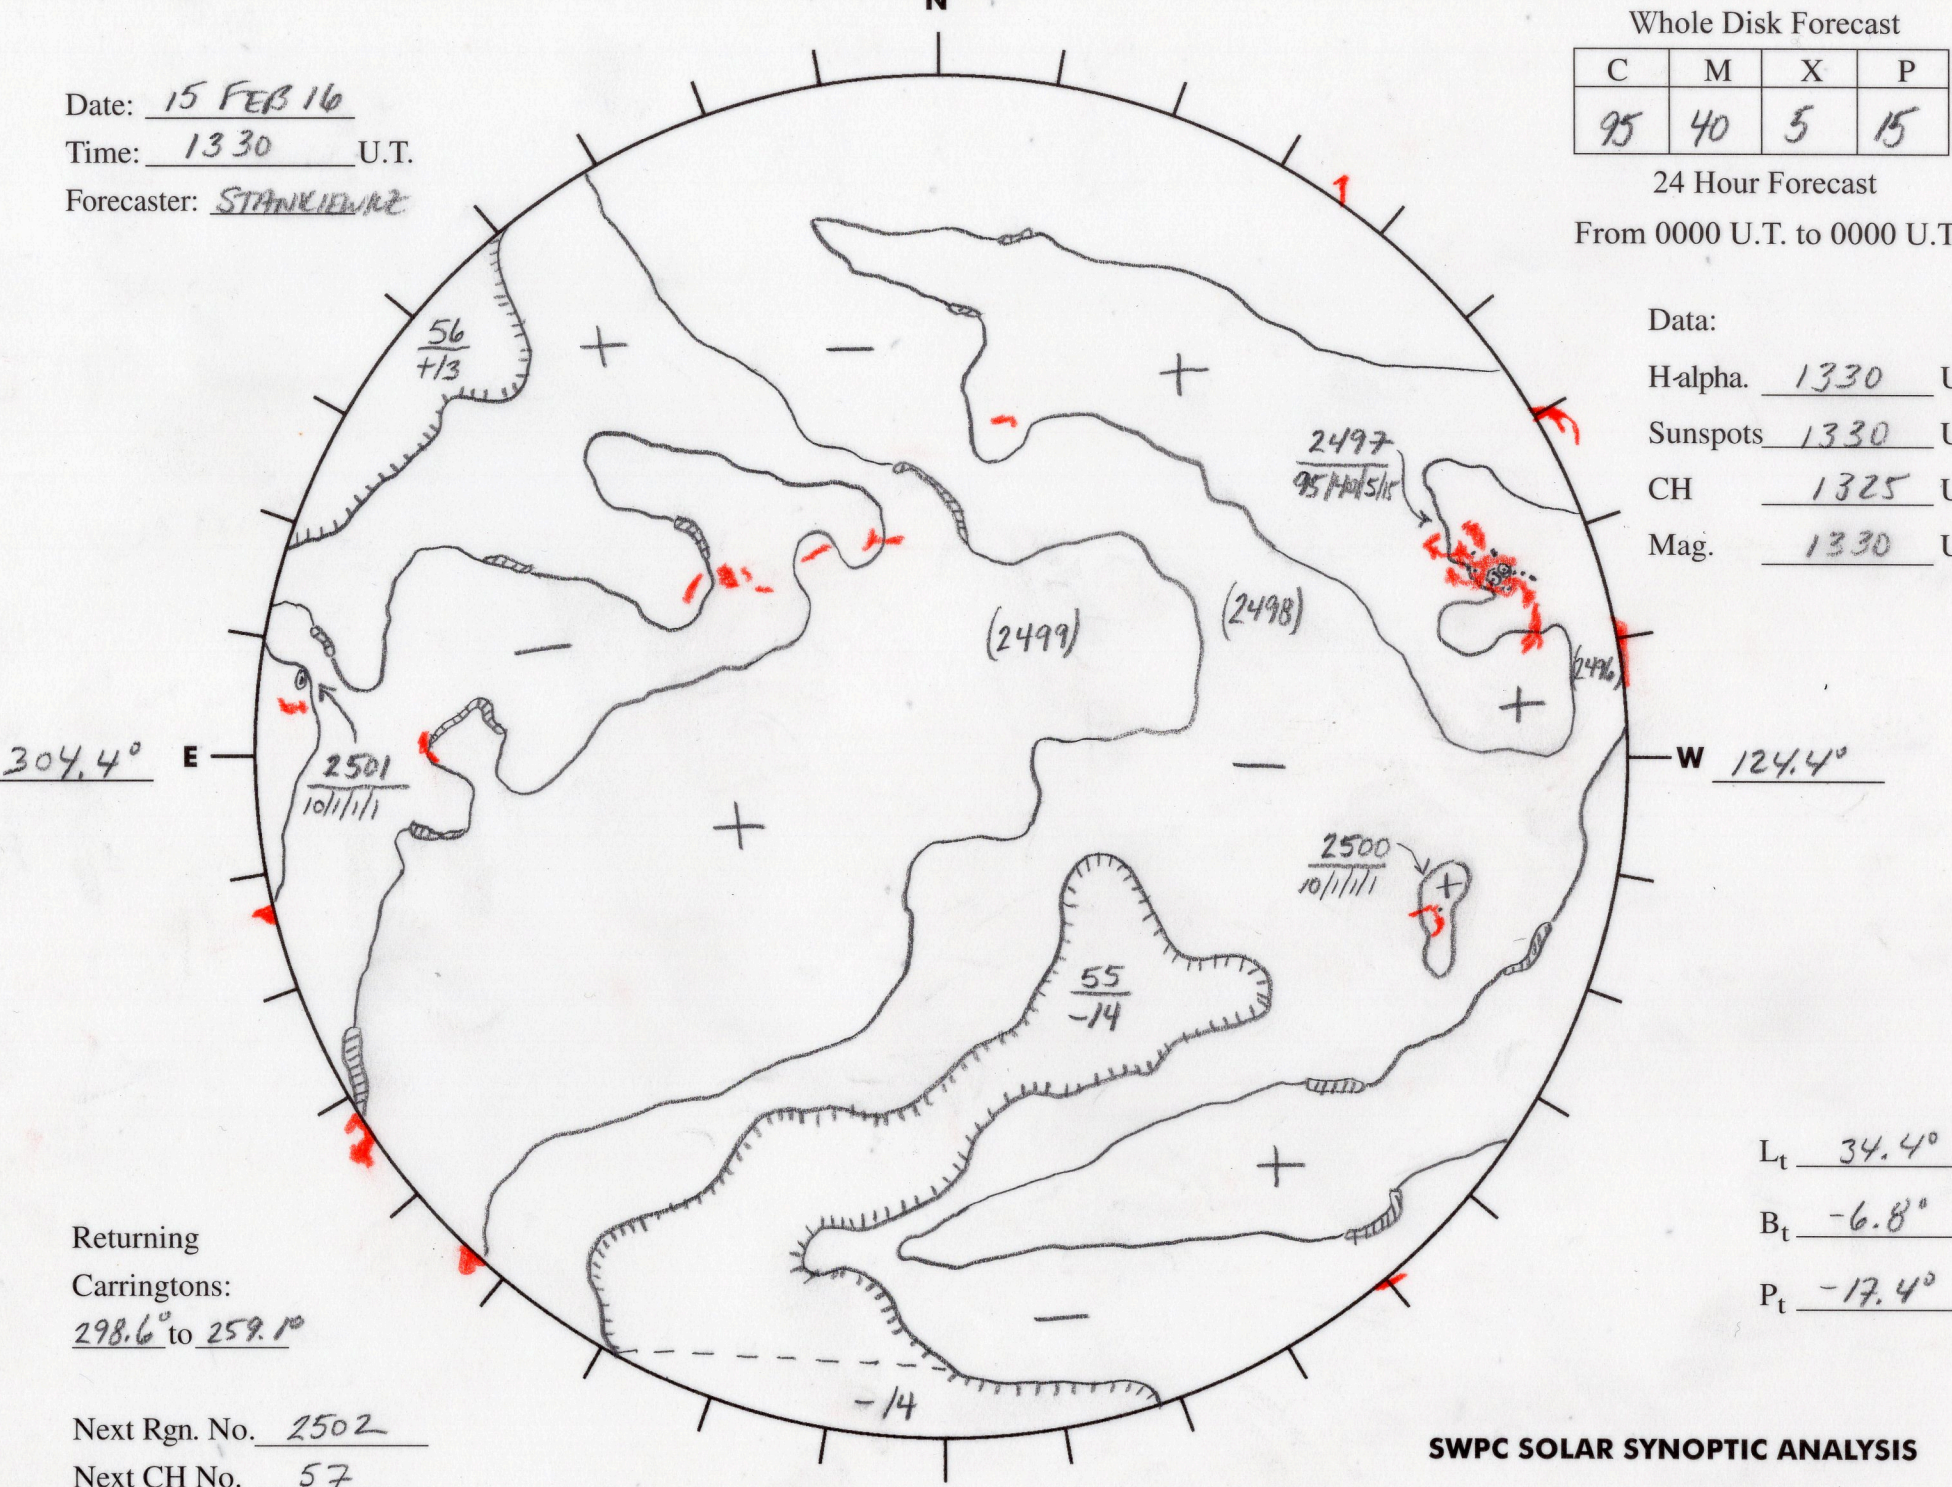 N
Whole Disk Forecast
C M X P
95 40 5 15
24 Hour Forecast
From 0000 U.T. to 0000 U.T
Date: 15 FEB 16
Time: 1330 U.T.
Forecaster: STANKIEWICZ
Data:
H-alpha. 1330 U
Sunspots 1330 U
CH 1325 U
Mag. 1330 U
56
+13
+
−
+
2497
95/40/5/15
(2499)
(2498)
(2496)
−
+
304.4° E
W 124.4°
2501
10/1/1/1
−
+
2500
10/1/1/1
+
55
-14
+
−
-14
Lt 34.4°
Bt -6.8°
Pt -17.4°
Returning
Carringtons:
298.6° to 259.1°
Next Rgn. No. 2502
Next CH No. 57
SWPC SOLAR SYNOPTIC ANALYSIS